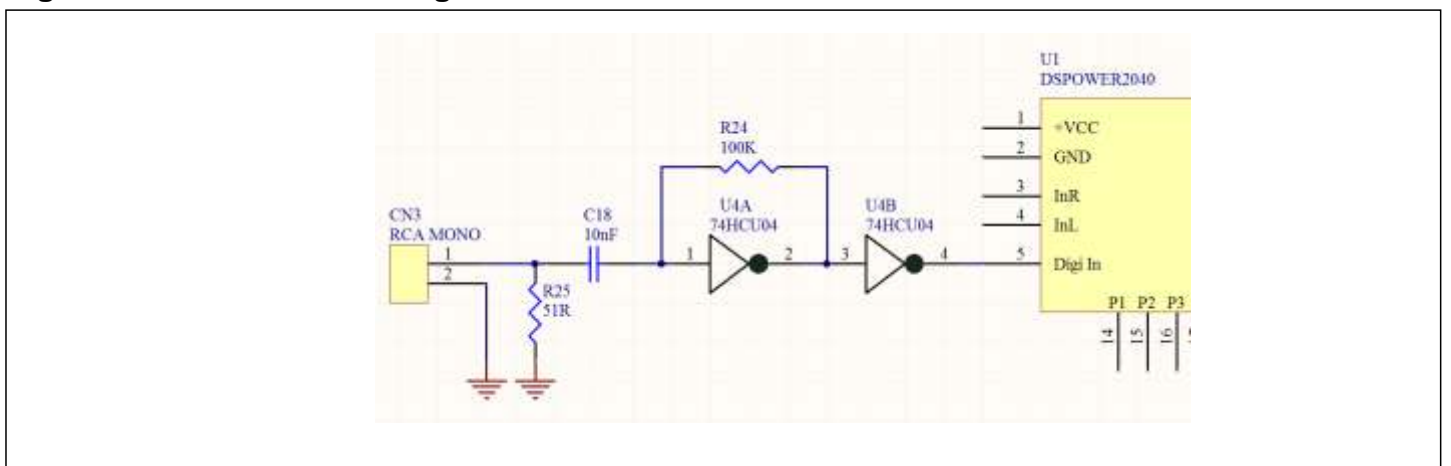 U1
DSPOWER2040
1 +VCC
2 GND
R24
100K
3 InR
CN3
RCA MONO
C18
10nF
U4A
74HCU04
U4B
74HCU04
4 InL
1
2
1
2
3
4
5 Digi In
R25
51R
P1 P2 P3
14 15 16